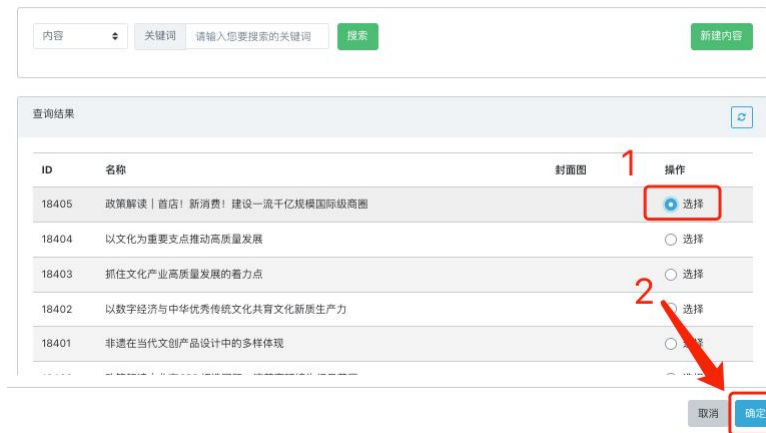 内容 关键词 请输入您要搜索的关键词 搜索 新建内容
查询结果
1
ID 名称 封面图 操作
18405 政策解读｜首店！新消费！建设一流千亿规模国际级商圈 选择
18404 以文化为重要支点推动高质量发展 选择
18403 抓住文化产业高质量发展的着力点 选择
2
18402 以数字经济与中华优秀传统文化共育文化新质生产力 选择
18401 非遗在当代文创产品设计中的多样体现 选择
取消 确定